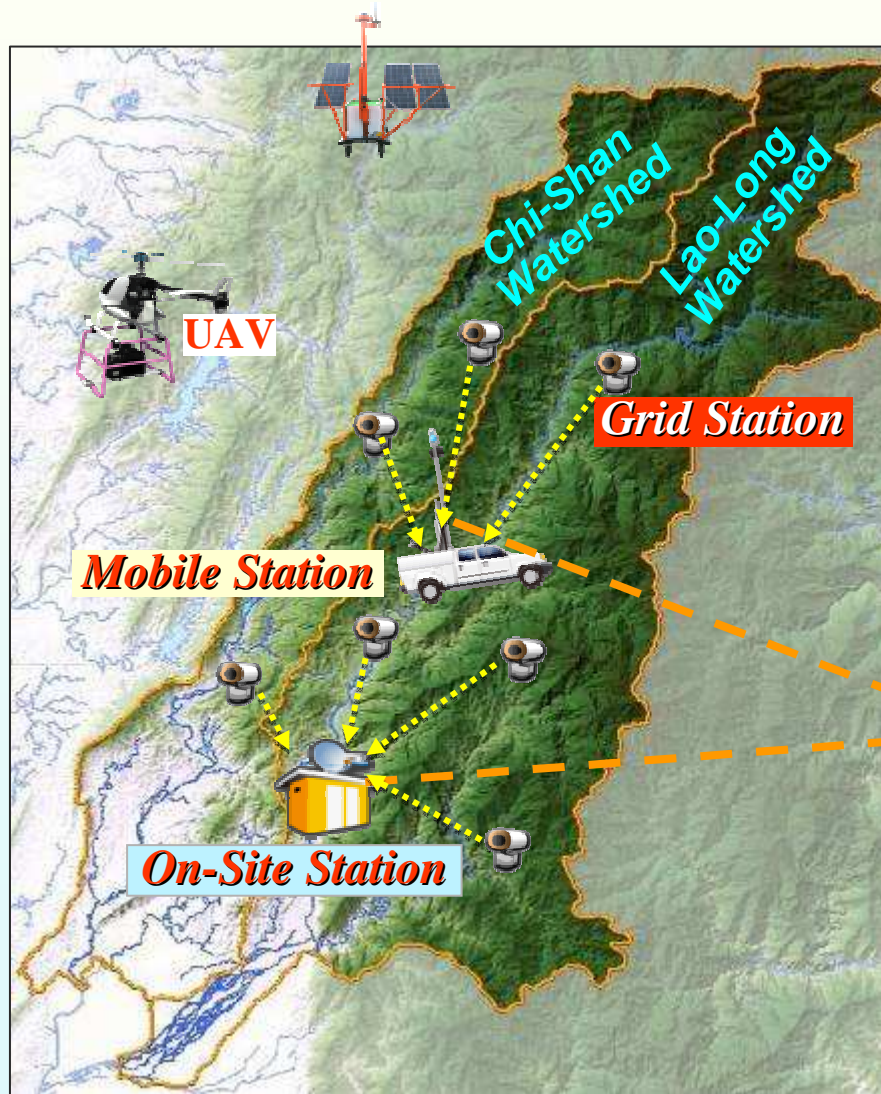 Chi-Shan
Watershed
Lao-Long
Watershed
UAV
Grid Station
Mobile Station
On-Site Station